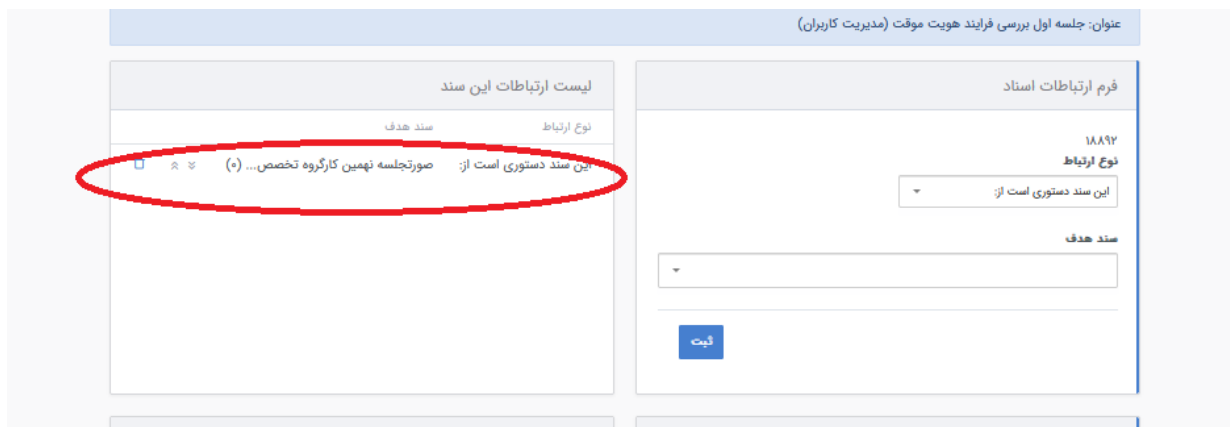 عنوان: جلسه اول بررسی فرایند هویت موقت (مدیریت کاربران)
فرم ارتباطات اسناد
۱۸۸۹۲
نوع ارتباط
این سند دستوری است از:
سند هدف
ثبت
لیست ارتباطات این سند
نوع ارتباط سند هدف
این سند دستوری است از: صورتجلسه نهمین کارگروه تخصص... (۰)